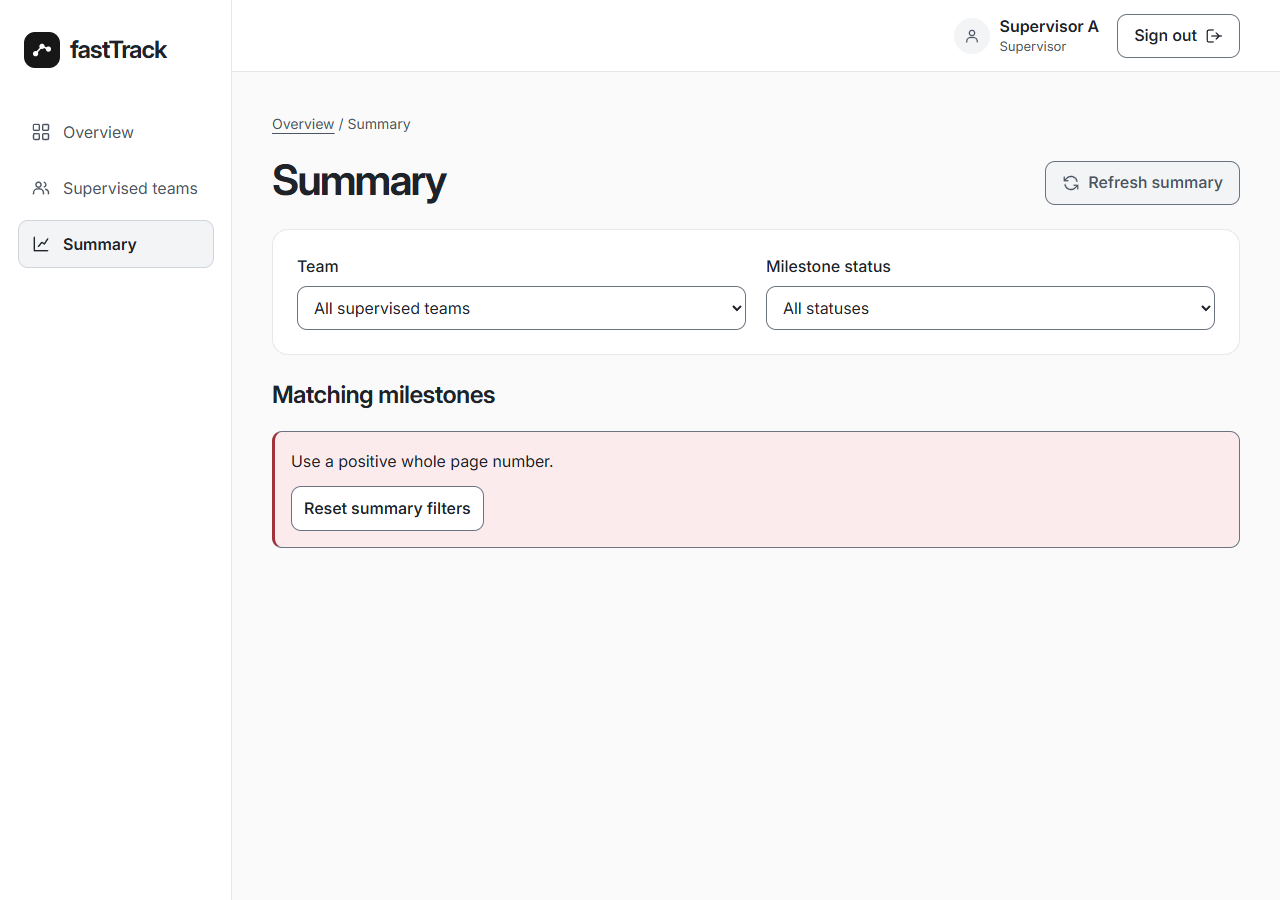 fastTrack
Supervisor A
Supervisor
Sign out
Overview
Supervised teams
Summary
Overview / Summary
Summary
Refresh summary
Team
Milestone status
All supervised teams
All statuses
Matching milestones
Use a positive whole page number.
Reset summary filters